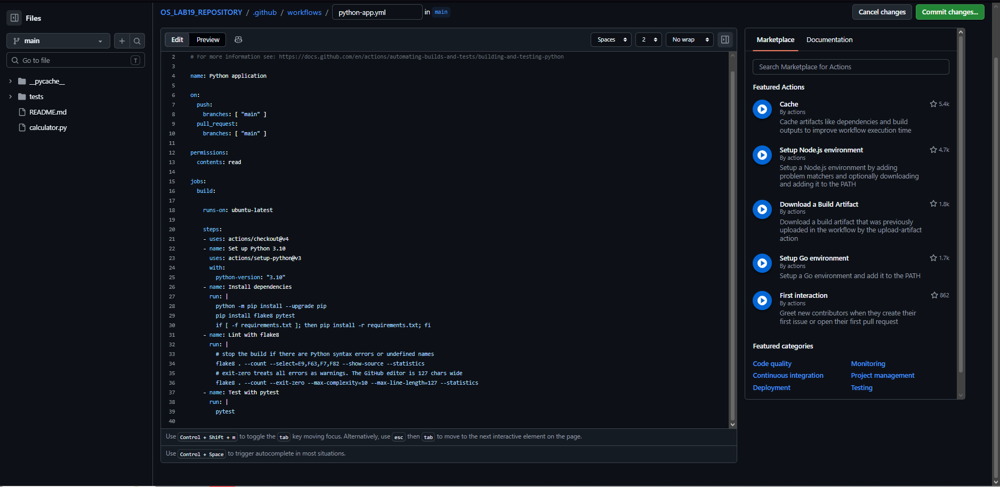 Files
main
Go to file
T
__pycache__
tests
README.md
calculator.py
OS_LAB19_REPOSITORY / .github / workflows / python-app.yml in main
Cancel changes
Commit changes...
Edit Preview
Spaces 2 No wrap
2 # For more information see: https://docs.github.com/en/actions/automating-builds-and-tests/building-and-testing-python
3
4 name: Python application
5
6 on:
7 push:
8 branches: [ "main" ]
9 pull_request:
10 branches: [ "main" ]
11
12 permissions:
13 contents: read
14
15 jobs:
16 build:
17
18 runs-on: ubuntu-latest
19
20 steps:
21 - uses: actions/checkout@v4
22 - name: Set up Python 3.10
23 uses: actions/setup-python@v3
24 with:
25 python-version: "3.10"
26 - name: Install dependencies
27 run: |
28 python -m pip install --upgrade pip
29 pip install flake8 pytest
30 if [ -f requirements.txt ]; then pip install -r requirements.txt; fi
31 - name: Lint with flake8
32 run: |
33 # stop the build if there are Python syntax errors or undefined names
34 flake8 . --count --select=E9,F63,F7,F82 --show-source --statistics
35 # exit-zero treats all errors as warnings. The GitHub editor is 127 chars wide
36 flake8 . --count --exit-zero --max-complexity=10 --max-line-length=127 --statistics
37 - name: Test with pytest
38 run: |
39 pytest
40
Use Control + Shift + m to toggle the tab key moving focus. Alternatively, use esc then tab to move to the next interactive element on the page.
Use Control + Space to trigger autocomplete in most situations.
Marketplace Documentation
Search Marketplace for Actions
Featured Actions
Cache 5.4k
By actions
Cache artifacts like dependencies and build
outputs to improve workflow execution time
Setup Node.js environment 4.7k
By actions
Setup a Node.js environment by adding
problem matchers and optionally downloading
and adding it to the PATH
Download a Build Artifact 1.8k
By actions
Download a build artifact that was previously
uploaded in the workflow by the upload-artifact
action
Setup Go environment 1.7k
By actions
Setup a Go environment and add it to the PATH
First interaction 862
By actions
Greet new contributors when they create their
first issue or open their first pull request
Featured categories
Code quality Monitoring
Continuous integration Project management
Deployment Testing